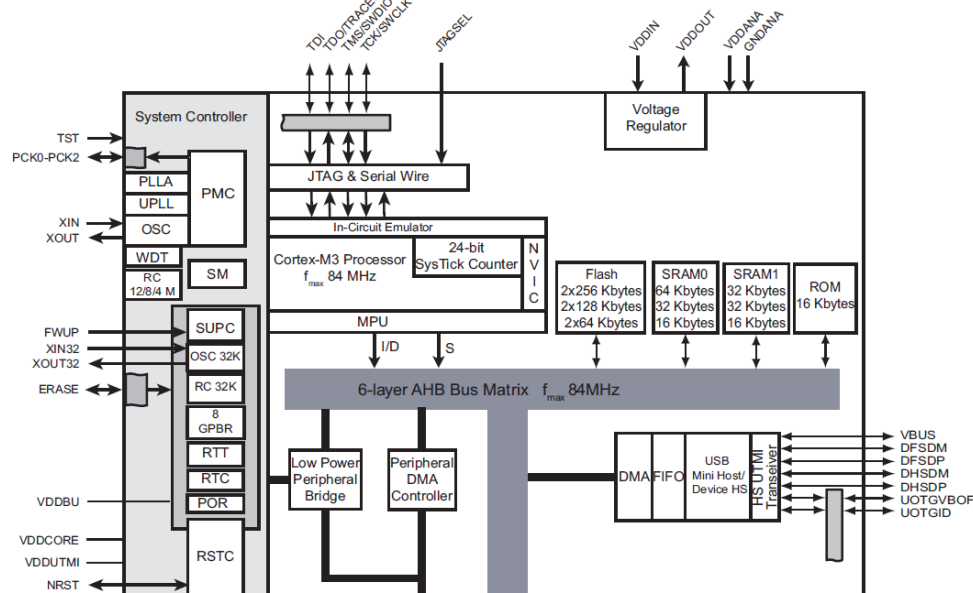 TDI
TDO/TRACE
TMS/SWDIO
TCK/SWCLK
JTAGSEL
VDDIN
VDDOUT
VDDANA
GNDANA
System Controller
Voltage
Regulator
TST
PCK0-PCK2
PLLA
UPLL
OSC
PMC
XIN
XOUT
WDT
RC
12/8/4 M
SM
JTAG & Serial Wire
In-Circuit Emulator
Cortex-M3 Processor
fmax 84 MHz
24-bit
SysTick Counter
N
V
I
C
MPU
I/D
S
Flash
2x256 Kbytes
2x128 Kbytes
2x64 Kbytes
SRAM0
64 Kbytes
32 Kbytes
16 Kbytes
SRAM1
32 Kbytes
32 Kbytes
16 Kbytes
ROM
16 Kbytes
FWUP
XIN32
XOUT32
ERASE
SUPC
OSC 32K
RC 32K
8
GPBR
RTT
RTC
POR
VDDBU
VDDCORE
VDDUTMI
NRST
RSTC
6-layer AHB Bus Matrix fmax 84MHz
Low Power
Peripheral
Bridge
Peripheral
DMA
Controller
DMA
FIFO
USB
Mini Host/
Device HS
HS UTMI
Transeiver
VBUS
DFSDM
DFSDP
DHSDM
DHSDP
UOTGVBOF
UOTGID